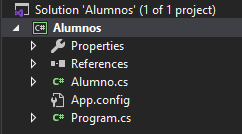 Solution 'Alumnos' (1 of 1 project)
C# Alumnos
Properties
References
C# Alumno.cs
App.config
C# Program.cs